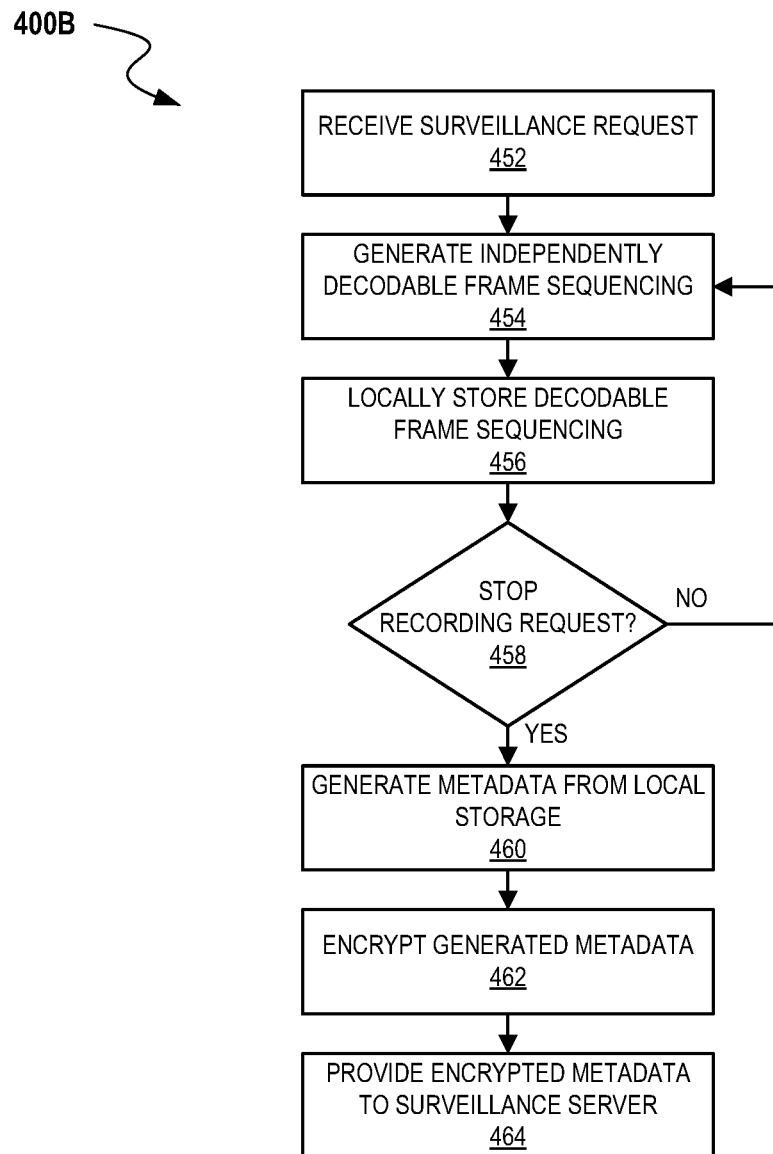 400B
RECEIVE SURVEILLANCE REQUEST
452
GENERATE INDEPENDENTLY
DECODABLE FRAME SEQUENCING
454
LOCALLY STORE DECODABLE
FRAME SEQUENCING
456
STOP
RECORDING REQUEST?
458
NO
YES
GENERATE METADATA FROM LOCAL
STORAGE
460
ENCRYPT GENERATED METADATA
462
PROVIDE ENCRYPTED METADATA
TO SURVEILLANCE SERVER
464